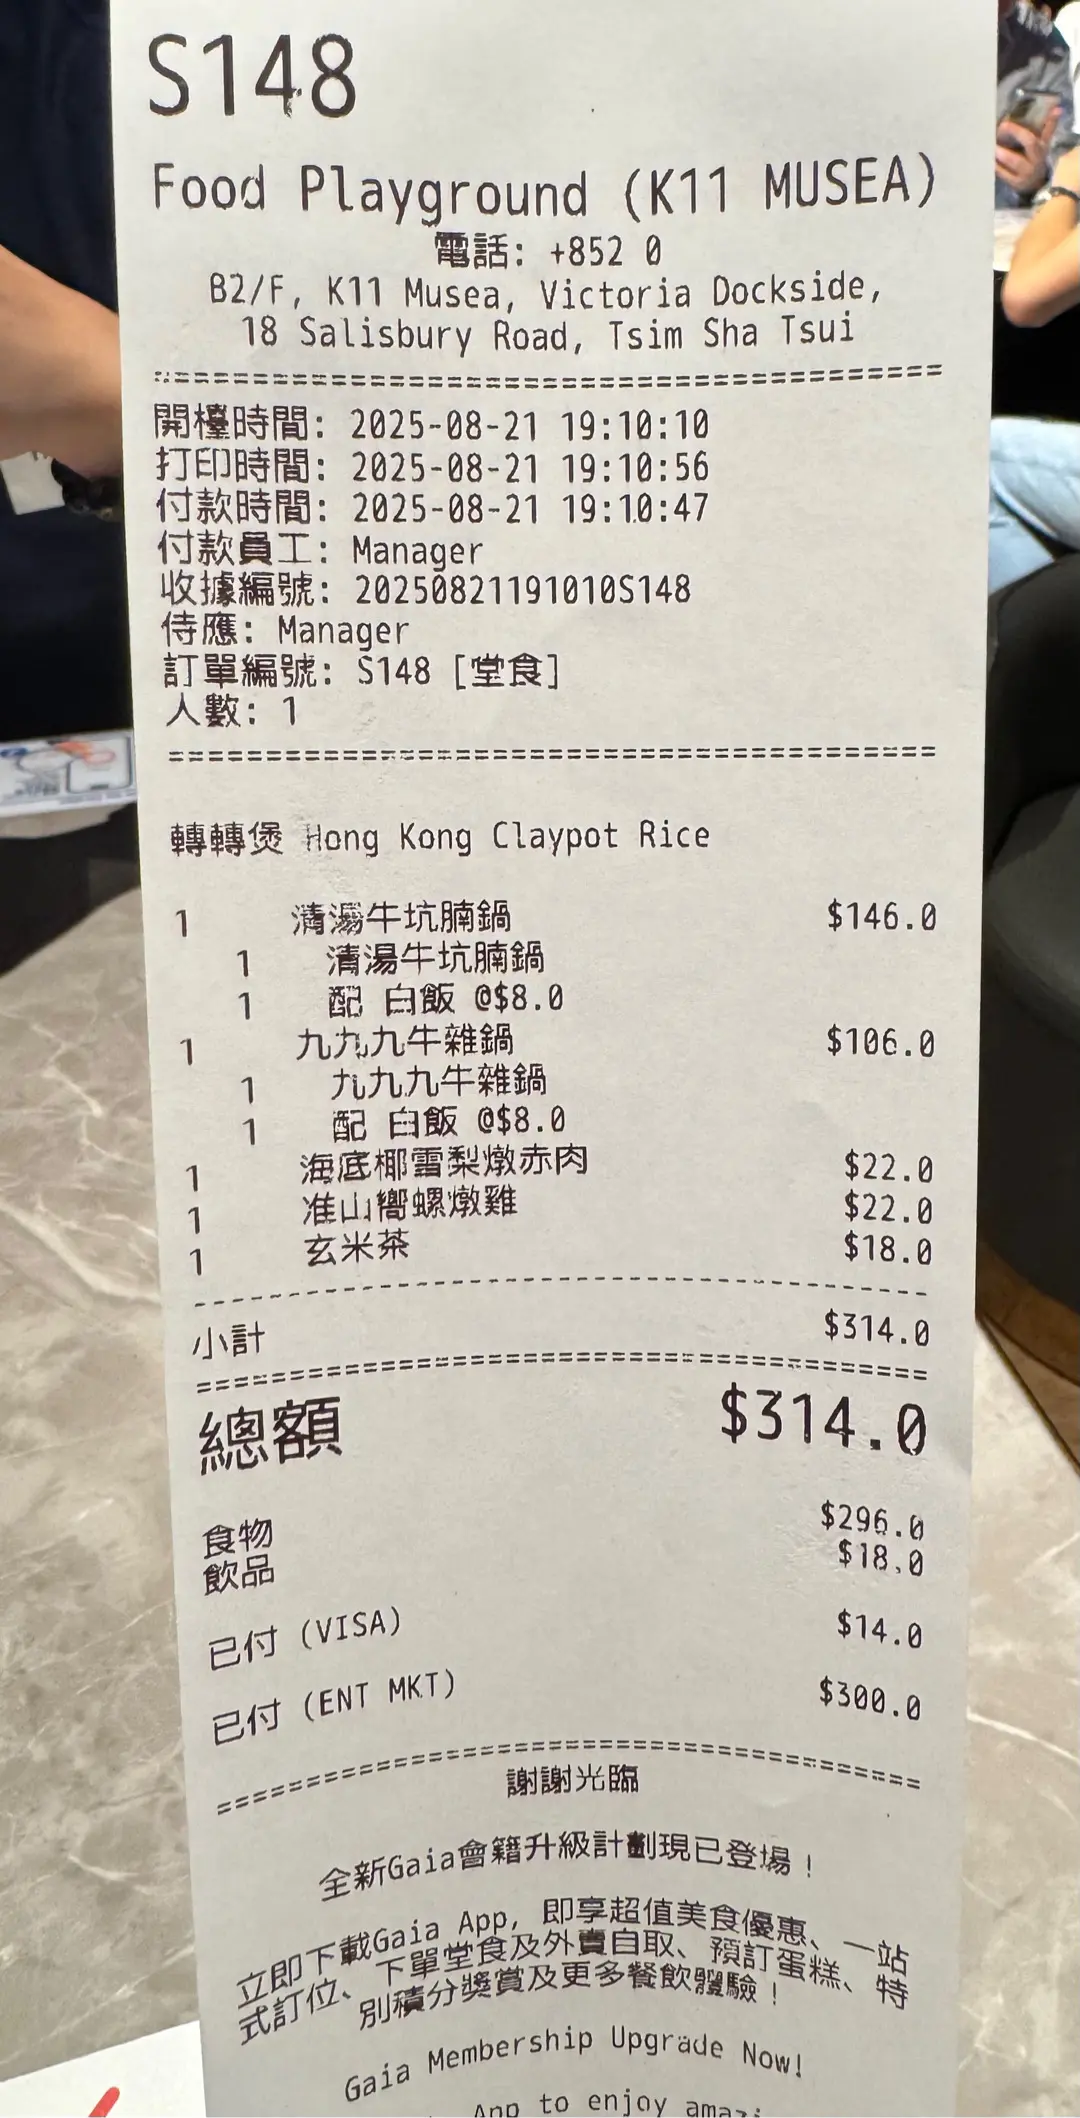 S148
Food Playground (K11 MUSEA)
電話: +852 0
B2/F, K11 Musea, Victoria Dockside,
18 Salisbury Road, Tsim Sha Tsui
開檯時間: 2025-08-21 19:10:10
打印時間: 2025-08-21 19:10:56
付款時間: 2025-08-21 19:10:47
付款員工: Manager
收據編號: 20250821191010S148
侍應: Manager
訂單編號: S148 [堂食]
人數: 1
轉轉煲 Hong Kong Claypot Rice
1 清湯牛坑腩鍋 $146.0
1 清湯牛坑腩鍋
1 配 白飯 @$8.0
1 九九九牛雜鍋 $106.0
1 九九九牛雜鍋
1 配 白飯 @$8.0
1 海底椰雪梨燉赤肉 $22.0
1 准山嚮螺燉雞 $22.0
1 玄米茶 $18.0
小計 $314.0
總額 $314.0
食物 $296.0
飲品 $18.0
已付 (VISA) $14.0
已付 (ENT MKT) $300.0
謝謝光臨
全新Gaia會籍升級計劃現已登場！
立即下載Gaia App, 即享超值美食優惠、一站
式訂位、下單堂食及外賣自取、預訂蛋糕、特
別積分獎賞及更多餐飲體驗！
Gaia Membership Upgrade Now!
App to enjoy